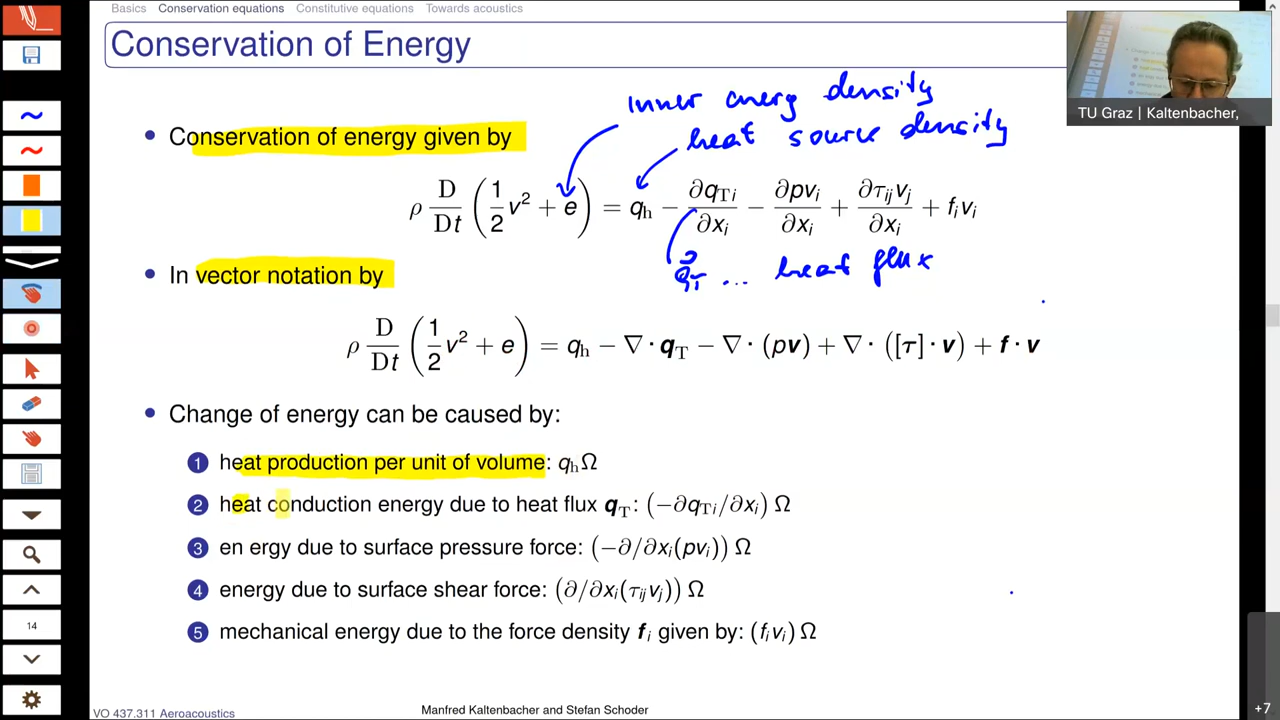 Basics Conservation equations Constitutive equations Towards acoustics
Conservation of Energy
TU Graz | Kaltenbacher,
inner energ density
heat source density
• Conservation of energy given by
ρ D/Dt (1/2 v² + e) = q_h − ∂q_Ti/∂x_i − ∂pv_i/∂x_i + ∂τ_ij v_j/∂x_i + f_i v_i
q_T ... heat flux
• In vector notation by
ρ D/Dt (1/2 v² + e) = q_h − ∇ · q_T − ∇ · (pv) + ∇ · ([τ] · v) + f · v
• Change of energy can be caused by:
1 heat production per unit of volume: q_hΩ
2 heat conduction energy due to heat flux q_T: (−∂q_Ti/∂x_i) Ω
3 en ergy due to surface pressure force: (−∂/∂x_i(pv_i)) Ω
4 energy due to surface shear force: (∂/∂x_i(τ_ij v_j)) Ω
5 mechanical energy due to the force density f_i given by: (f_i v_i) Ω
14
VO 437.311 Aeroacoustics
Manfred Kaltenbacher and Stefan Schoder
+7